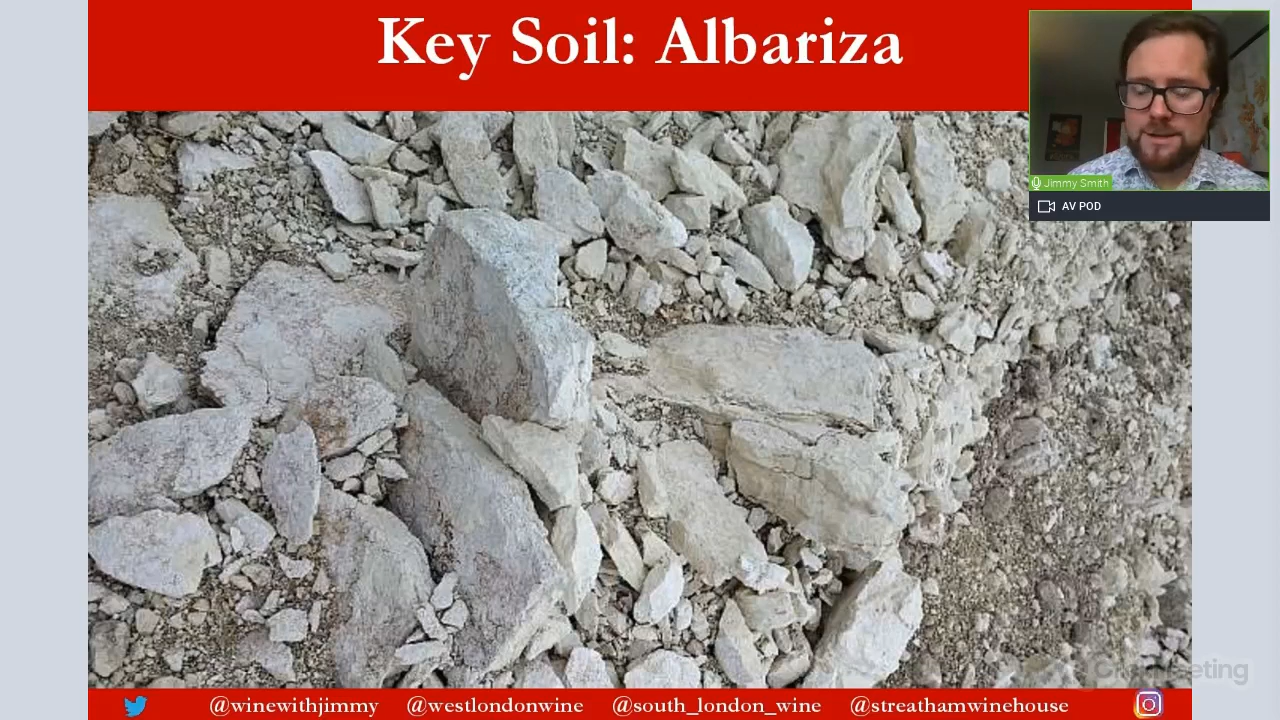 Key Soil: Albariza
Jimmy Smith
AV POD
@winewithjimmy @westlondonwine @south_london_wine @streathamwinehouse